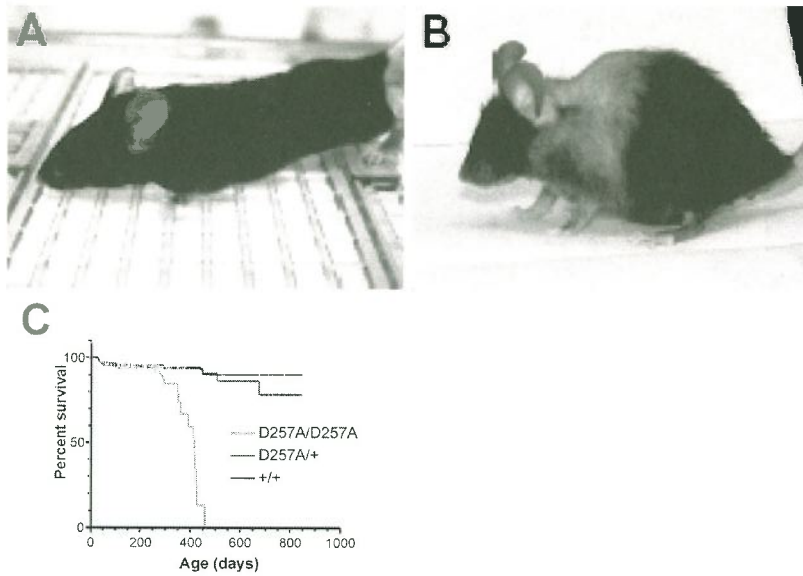 A
B
C
Percent survival
100
50
0
D257A/D257A
D257A/+
+/+
0 200 400 600 800 1000
Age (days)